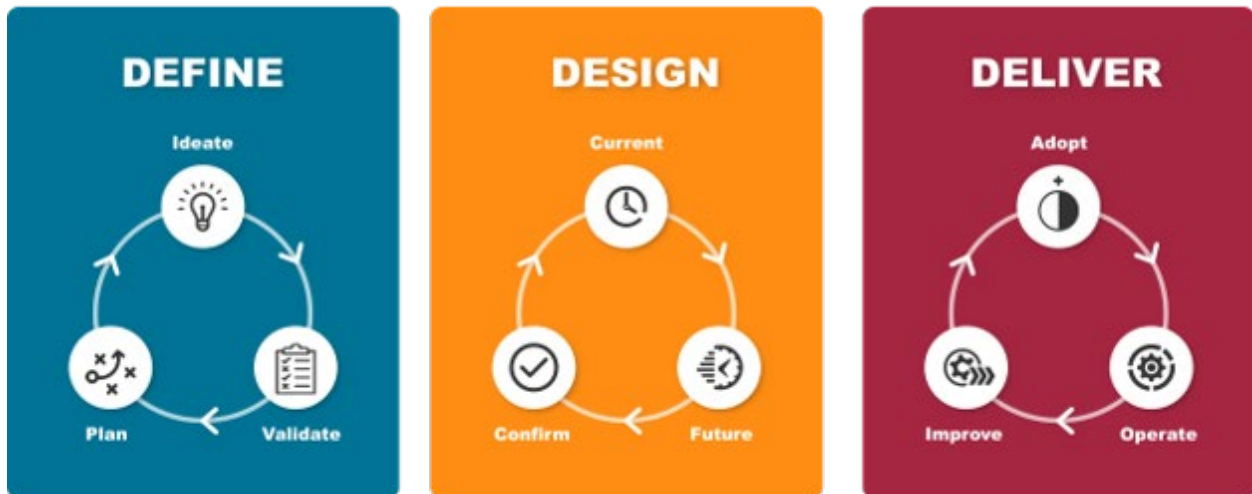 DEFINE
Ideate
Plan
Validate
DESIGN
Current
Confirm
Future
DELIVER
Adopt
Improve
Operate